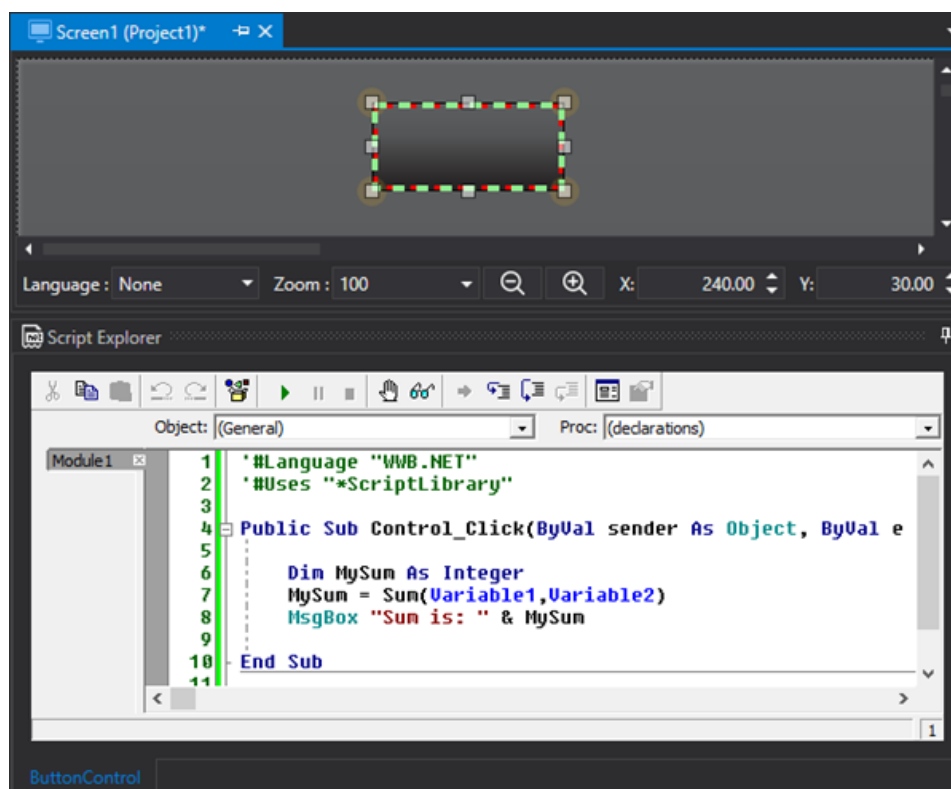 Screen1 (Project1)*
Language : None Zoom : 100 X: 240.00 Y: 30.00
Script Explorer
Object: (General) Proc: (declarations)
Module1
1 '#Language "WWB.NET"
2 '#Uses "*ScriptLibrary"
3
4 Public Sub Control_Click(ByVal sender As Object, ByVal e
5
6 Dim MySum As Integer
7 MySum = Sum(Variable1,Variable2)
8 MsgBox "Sum is: " & MySum
9
10 End Sub
11
1
ButtonControl